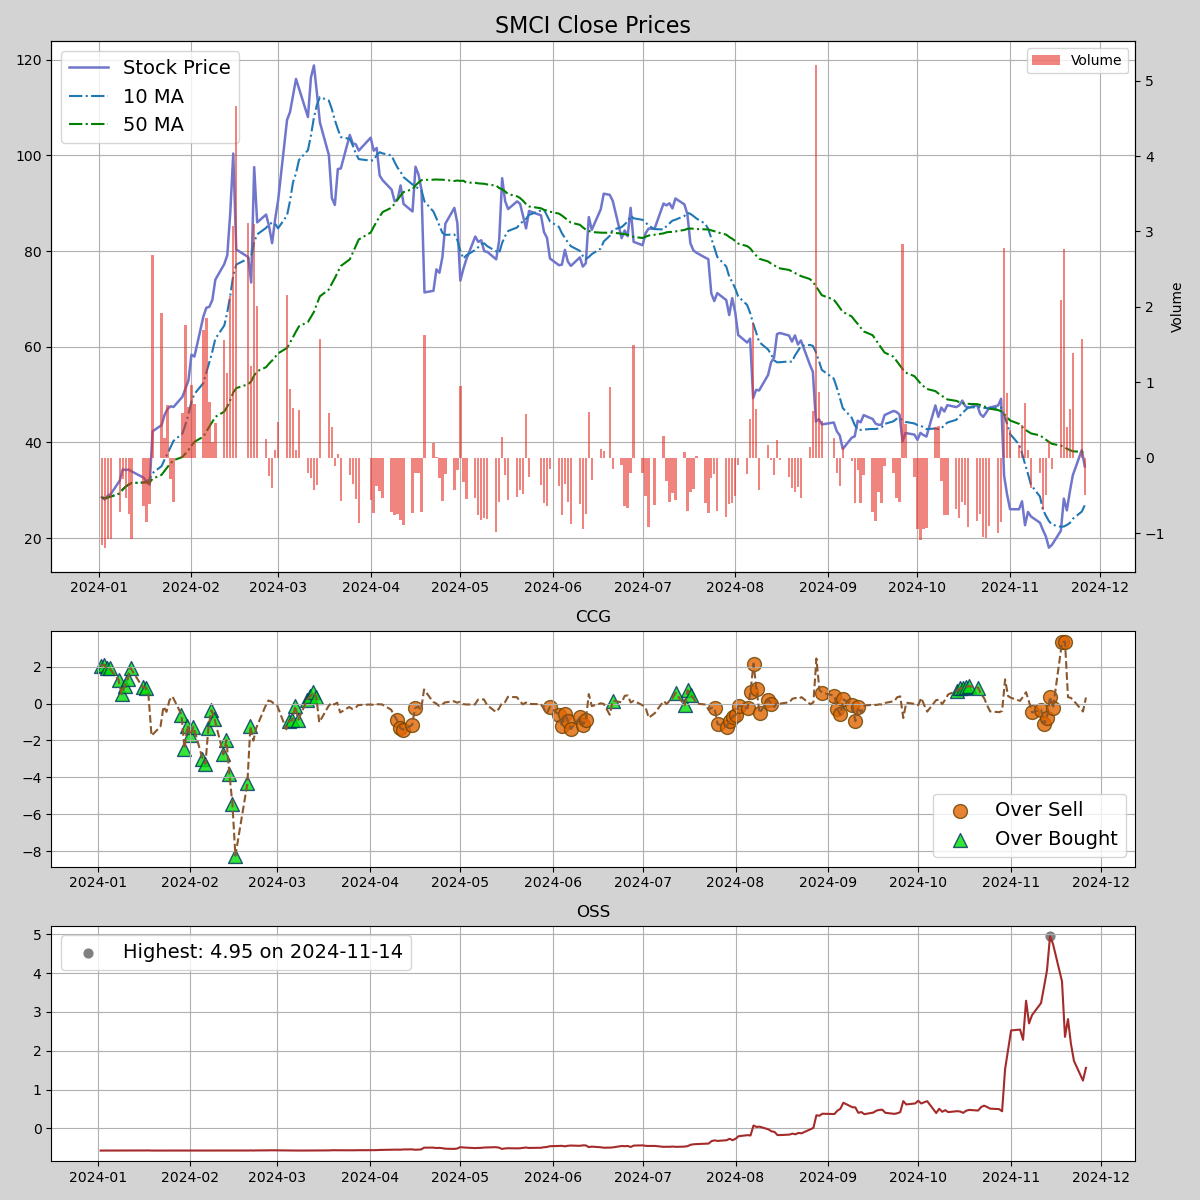 SMCI Close Prices
Stock Price
10 MA
50 MA
Volume
120
100
80
60
40
20
5
4
3
2
1
0
−1
Volume
2024-01 2024-02 2024-03 2024-04 2024-05 2024-06 2024-07 2024-08 2024-09 2024-10 2024-11 2024-12
CCG
2
0
−2
−4
−6
−8
Over Sell
Over Bought
2024-01 2024-02 2024-03 2024-04 2024-05 2024-06 2024-07 2024-08 2024-09 2024-10 2024-11 2024-12
OSS
Highest: 4.95 on 2024-11-14
5
4
3
2
1
0
2024-01 2024-02 2024-03 2024-04 2024-05 2024-06 2024-07 2024-08 2024-09 2024-10 2024-11 2024-12